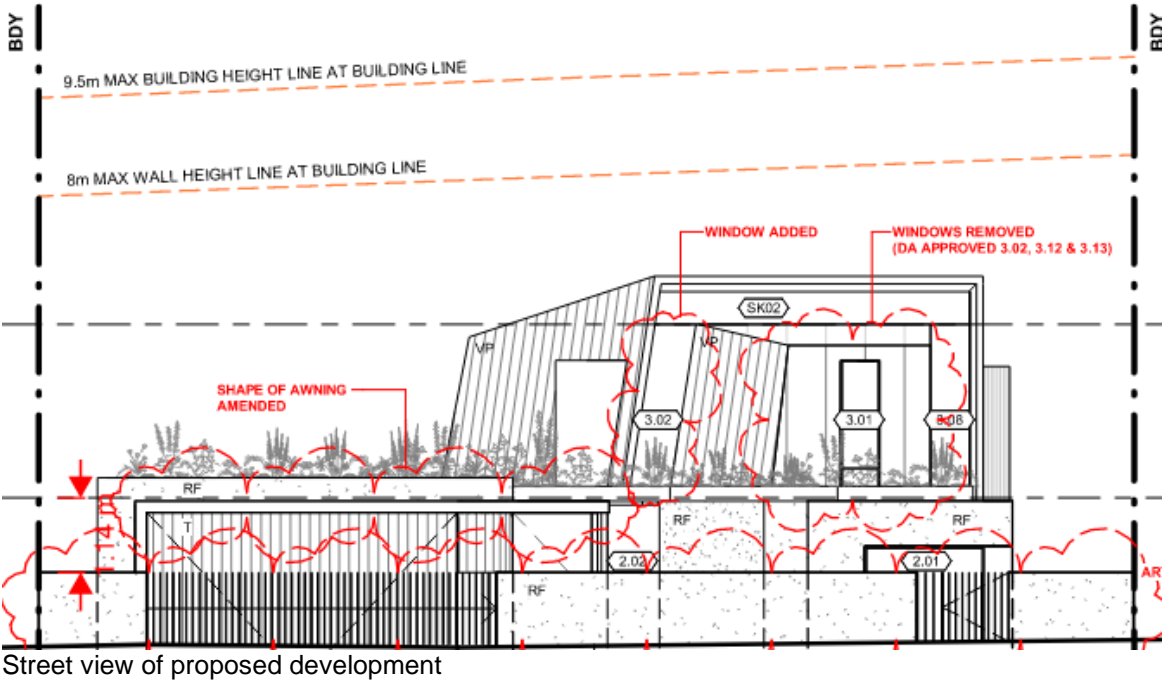 BDY
BDY
9.5m MAX BUILDING HEIGHT LINE AT BUILDING LINE
8m MAX WALL HEIGHT LINE AT BUILDING LINE
WINDOW ADDED
WINDOWS REMOVED
(DA APPROVED 3.02, 3.12 & 3.13)
SK02
VP
VP
SHAPE OF AWNING
AMENDED
3.02
3.01
3.08
RF
RF
RF
T
2.02
2.01
RF
Street view of proposed development